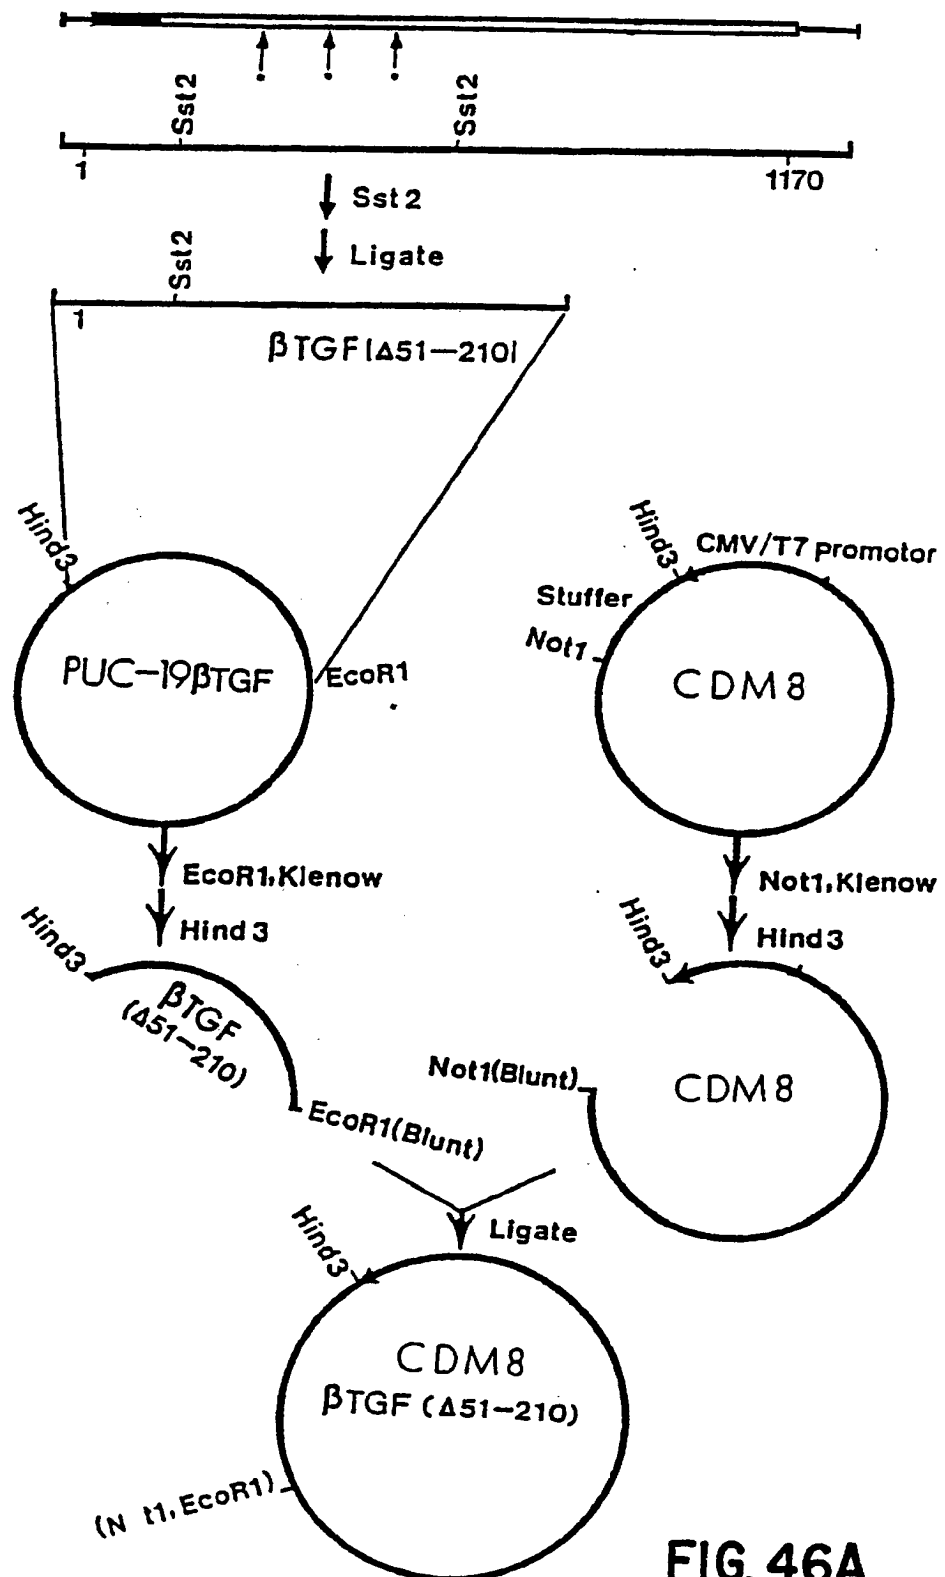 Sst2
Sst2
1
1170
Sst2
Ligate
Sst2
1
βTGF(Δ51—210)
Hind3
PUC-19βTGF
EcoR1
Hind3
CMV/T7 promotor
Stuffer
Not1
CDM8
EcoR1,Klenow
Hind3
Not1,Klenow
Hind3
Hind3
βTGF
(Δ51-210)
EcoR1(Blunt)
Hind3
Not1(Blunt)
CDM8
Ligate
Hind3
CDM8
βTGF (Δ51-210)
(N t1,EcoR1)
FIG. 46A